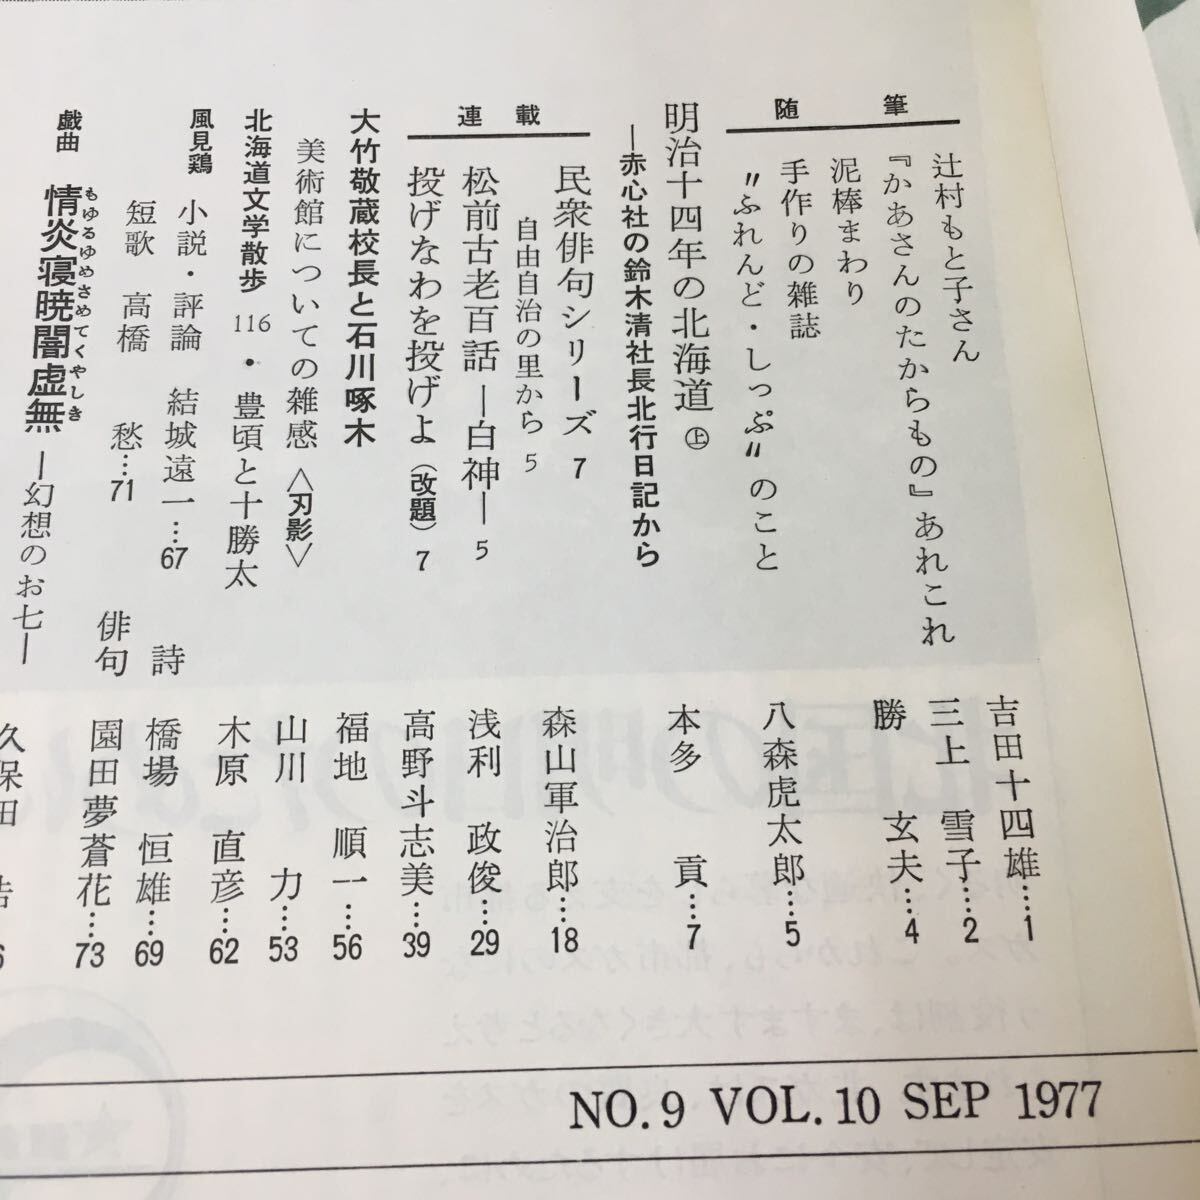 随筆
辻村もと子さん
吉田十四雄…1
『かあさんのたからもの』あれこれ
三上 雪子…2
泥棒まわり
勝 玄夫…4
手作りの雑誌
〃ふれんど・しっぷ〃のこと
八森虎太郎…5
明治十四年の北海道 ㊤
―赤心社の鈴木清社長北行日記から
本多 貢…7
連載
民衆俳句シリーズ 7
自由自治の里から 5
森山軍治郎…18
松前古老百話 ―白神― 5
浅利 政俊…29
投げなわを投げよ(改題) 7
高野斗志美…39
大竹敬蔵校長と石川啄木
福地 順一…56
美術館についての雑感〈刃影〉
山川 力…53
北海道文学散歩 116・豊頃と十勝太
木原 直彦…62
風見鶏 小説・評論 結城遠一…67
詩 橋場 恒雄…69
短歌 高橋 愁…71
俳句 園田夢蒼花…73
戯曲 情炎寝暁闇虚無 ―幻想のお七―
もゆるゆめさめてくやしき
久保田
NO.9 VOL.10 SEP 1977